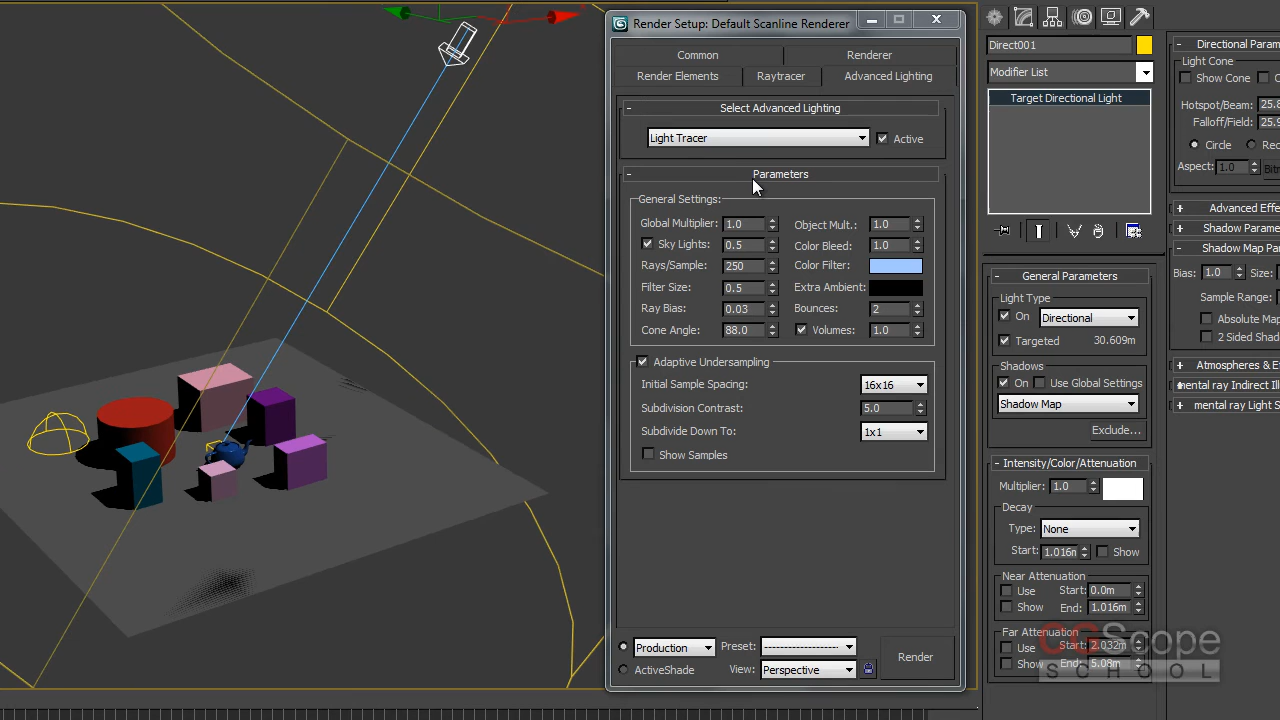 Render Setup: Default Scanline Renderer
Common
Renderer
Render Elements
Raytracer
Advanced Lighting
- Select Advanced Lighting
Light Tracer
Active
- Parameters
General Settings:
Global Multiplier: 1.0 Object Mult.: 1.0
Sky Lights: 0.5 Color Bleed: 1.0
Rays/Sample: 250 Color Filter:
Filter Size: 0.5 Extra Ambient:
Ray Bias: 0.03 Bounces: 2
Cone Angle: 88.0 Volumes: 1.0
Adaptive Undersampling
Initial Sample Spacing: 16x16
Subdivision Contrast: 5.0
Subdivide Down To: 1x1
Show Samples
Production Preset: --------------------
ActiveShade View: Perspective
Render
Direct001
Modifier List
Target Directional Light
- General Parameters
Light Type
On Directional
Targeted 30.609m
Shadows
On Use Global Settings
Shadow Map
Exclude...
- Intensity/Color/Attenuation
Multiplier: 1.0
Decay
Type: None
Start: 1.016m Show
Near Attenuation
Use Start: 0.0m
Show End: 1.016m
Far Attenuation
Use Start: 2.032m
Show End: 5.08m
- Directional Para
Light Cone
Show Cone
Hotspot/Beam: 25.8
Falloff/Field: 25.9
Circle Rec
Aspect: 1.0 Bitm
+ Advanced Effe
+ Shadow Parame
- Shadow Map Pa
Bias: 1.0 Size:
Sample Range:
Absolute Map
2 Sided Shad
+ Atmospheres & E
+ mental ray Indirect Ill
+ mental ray Light S
CGScope
SCHOOL